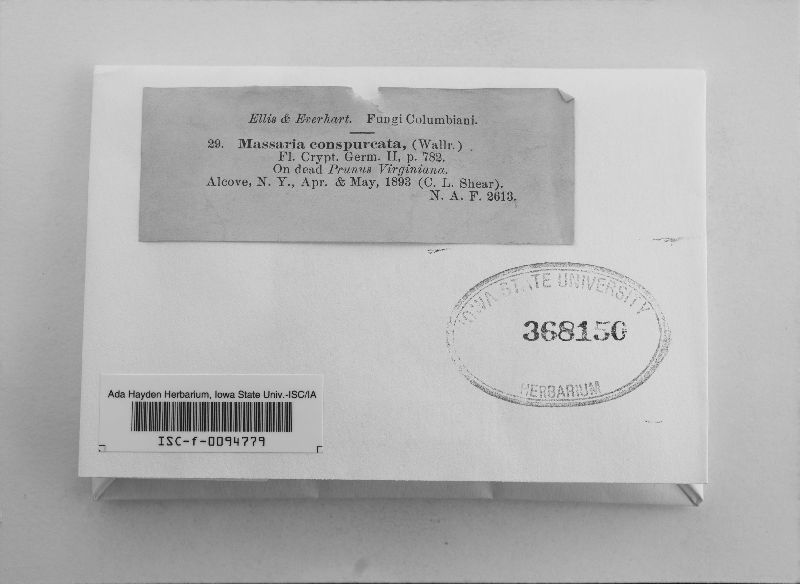 Ellis & Everhart. Fungi Columbiani.
29. Massaria conspurcata, (Wallr.)
Fl. Crypt. Germ. II, p. 782.
On dead Prunus Virginiana.
Alcove, N. Y., Apr. & May, 1893 (C. L. Shear).
N. A. F. 2613.
IOWA STATE UNIVERSITY
368150
HERBARIUM
Ada Hayden Herbarium, Iowa State Univ.-ISC/IA
ISC-f-0094779